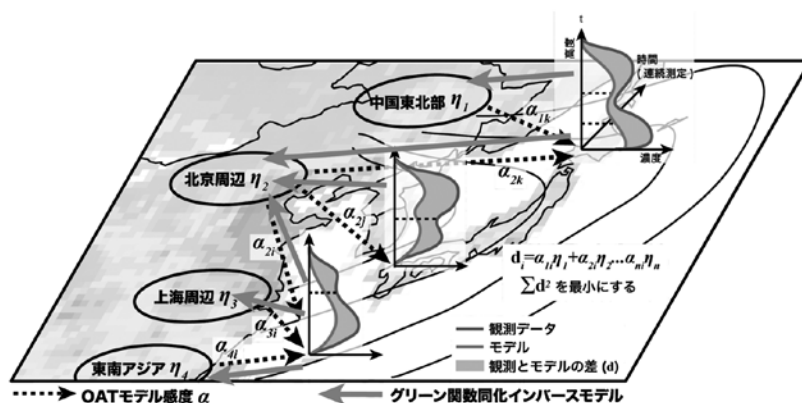 t
高度
時間
(連続測定)
濃度
中国東北部 η1
α1k
北京周辺 η2
α2k
α2j
α2i
上海周辺 η3
α3i
東南アジア η4
α4i
di=α1iη1+α2iη2...αniηn
∑d² を最小にする
観測データ
モデル
観測とモデルの差 (d)
OATモデル感度 α
グリーン関数同化インバースモデル